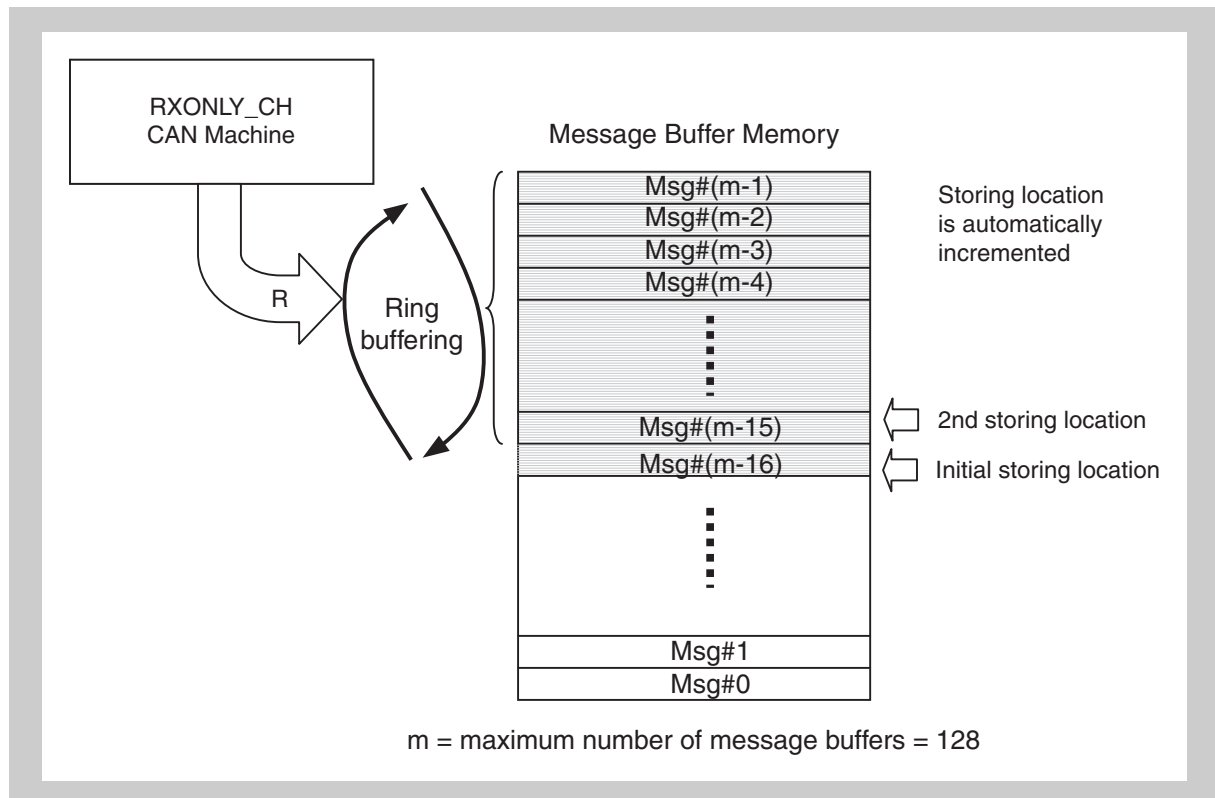 RXONLY_CH
CAN Machine
Message Buffer Memory
R
Ring
buffering
Msg#(m-1)
Msg#(m-2)
Msg#(m-3)
Msg#(m-4)
Msg#(m-15)
Msg#(m-16)
Msg#1
Msg#0
Storing location
is automatically
incremented
2nd storing location
Initial storing location
m = maximum number of message buffers = 128